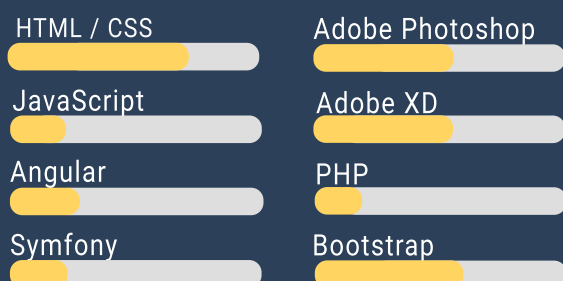 HTML / CSS
Adobe Photoshop
JavaScript
Adobe XD
Angular
PHP
Symfony
Bootstrap